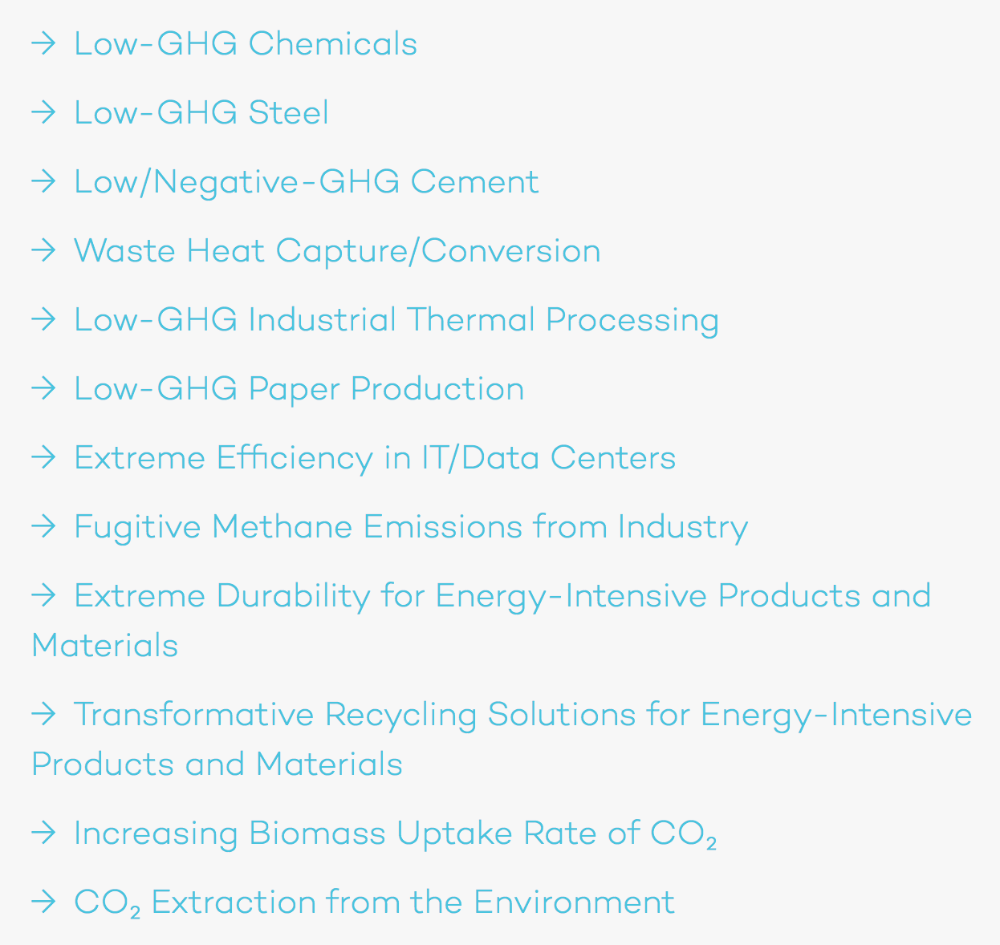 → Low-GHG Chemicals
→ Low-GHG Steel
→ Low/Negative-GHG Cement
→ Waste Heat Capture/Conversion
→ Low-GHG Industrial Thermal Processing
→ Low-GHG Paper Production
→ Extreme Efficiency in IT/Data Centers
→ Fugitive Methane Emissions from Industry
→ Extreme Durability for Energy-Intensive Products and
Materials
→ Transformative Recycling Solutions for Energy-Intensive
Products and Materials
→ Increasing Biomass Uptake Rate of CO₂
→ CO₂ Extraction from the Environment